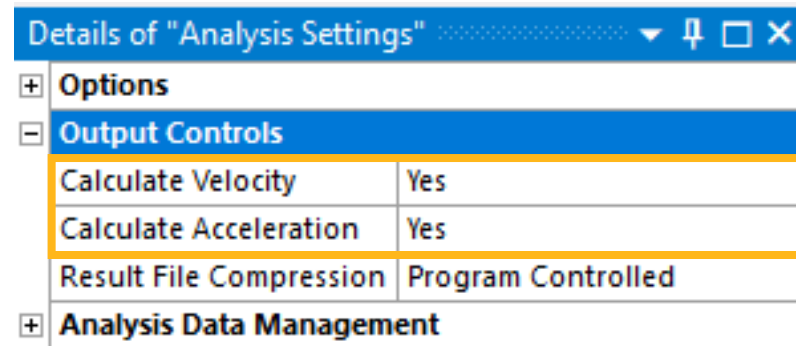 Details of "Analysis Settings"
Options
Output Controls
Calculate Velocity Yes
Calculate Acceleration Yes
Result File Compression Program Controlled
Analysis Data Management